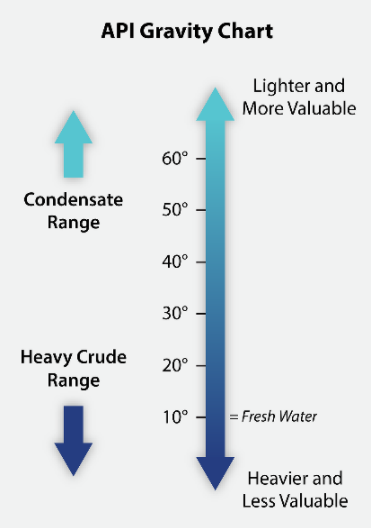 API Gravity Chart
Lighter and
More Valuable
60°
Condensate
Range
50°
40°
30°
Heavy Crude
Range
20°
10°
= Fresh Water
Heavier and
Less Valuable